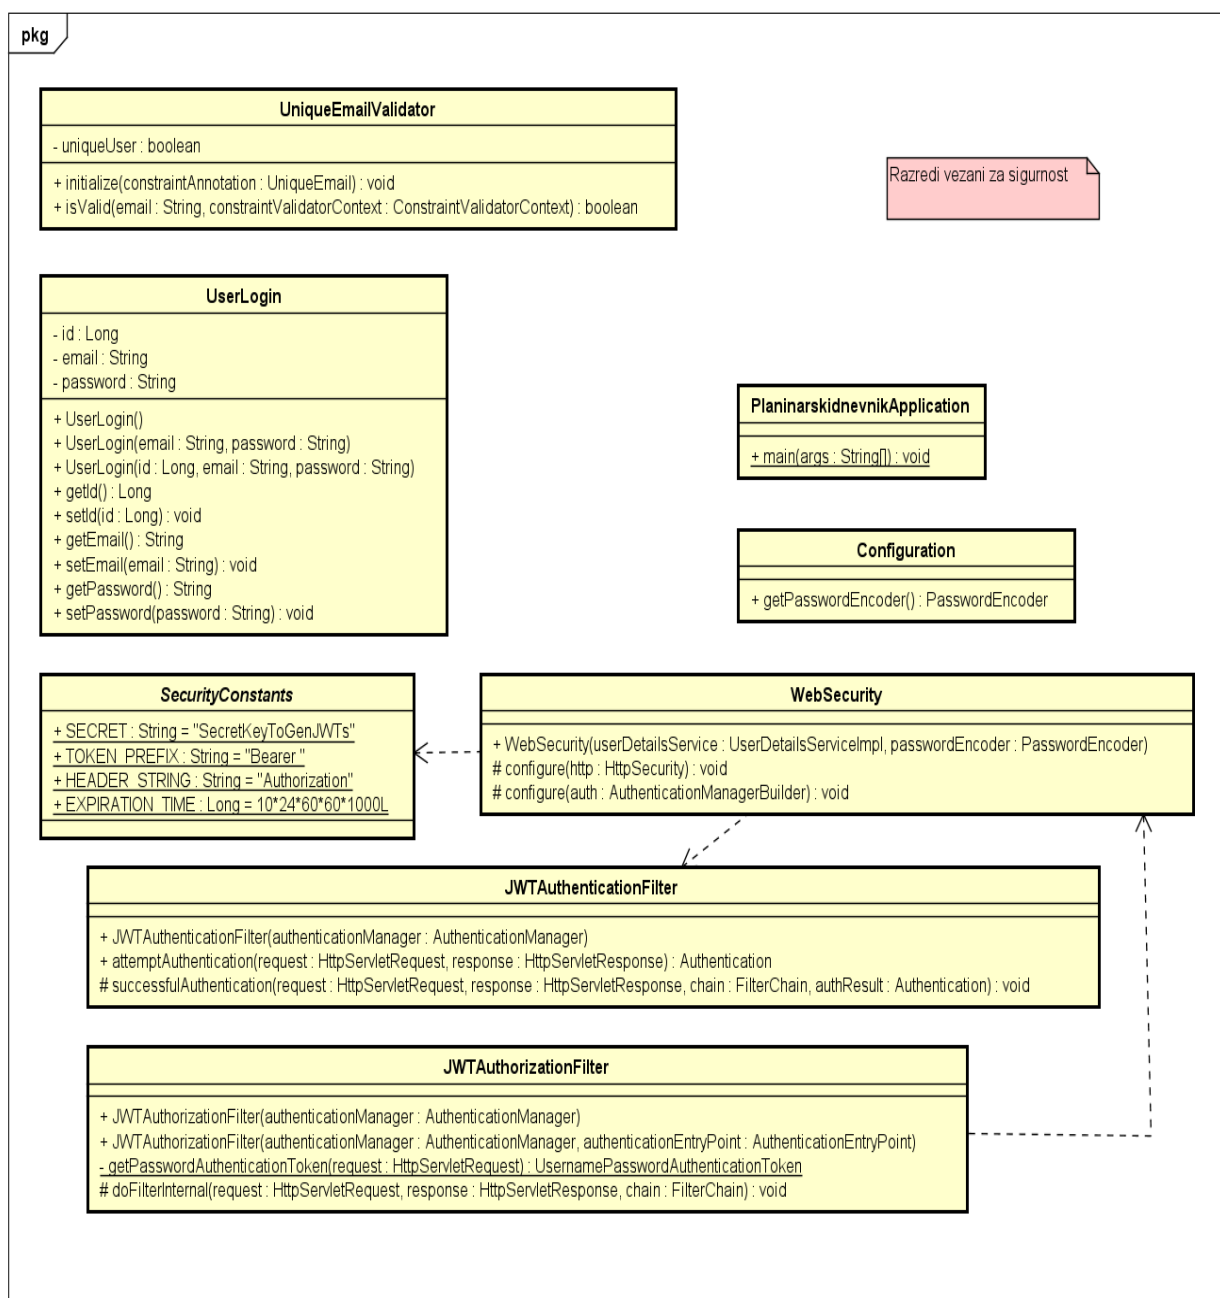 pkg
UniqueEmailValidator
- uniqueUser : boolean
+ initialize(constraintAnnotation : UniqueEmail) : void
+ isValid(email : String, constraintValidatorContext : ConstraintValidatorContext) : boolean
Razredi vezani za sigurnost
UserLogin
- id : Long
- email : String
- password : String
+ UserLogin()
+ UserLogin(email : String, password : String)
+ UserLogin(id : Long, email : String, password : String)
+ getId() : Long
+ setId(id : Long) : void
+ getEmail() : String
+ setEmail(email : String) : void
+ getPassword() : String
+ setPassword(password : String) : void
PlaninarskidnevnikApplication
+ main(args : String[]) : void
Configuration
+ getPasswordEncoder() : PasswordEncoder
SecurityConstants
+ SECRET : String = "SecretKeyToGenJWTs"
+ TOKEN_PREFIX : String = "Bearer "
+ HEADER_STRING : String = "Authorization"
+ EXPIRATION_TIME : Long = 10*24*60*60*1000L
WebSecurity
+ WebSecurity(userDetailsService : UserDetailsServiceImpl, passwordEncoder : PasswordEncoder)
# configure(http : HttpSecurity) : void
# configure(auth : AuthenticationManagerBuilder) : void
JWTAuthenticationFilter
+ JWTAuthenticationFilter(authenticationManager : AuthenticationManager)
+ attemptAuthentication(request : HttpServletRequest, response : HttpServletResponse) : Authentication
# successfulAuthentication(request : HttpServletRequest, response : HttpServletResponse, chain : FilterChain, authResult : Authentication) : void
JWTAuthorizationFilter
+ JWTAuthorizationFilter(authenticationManager : AuthenticationManager)
+ JWTAuthorizationFilter(authenticationManager : AuthenticationManager, authenticationEntryPoint : AuthenticationEntryPoint)
- getPasswordAuthenticationToken(request : HttpServletRequest) : UsernamePasswordAuthenticationToken
# doFilterInternal(request : HttpServletRequest, response : HttpServletResponse, chain : FilterChain) : void